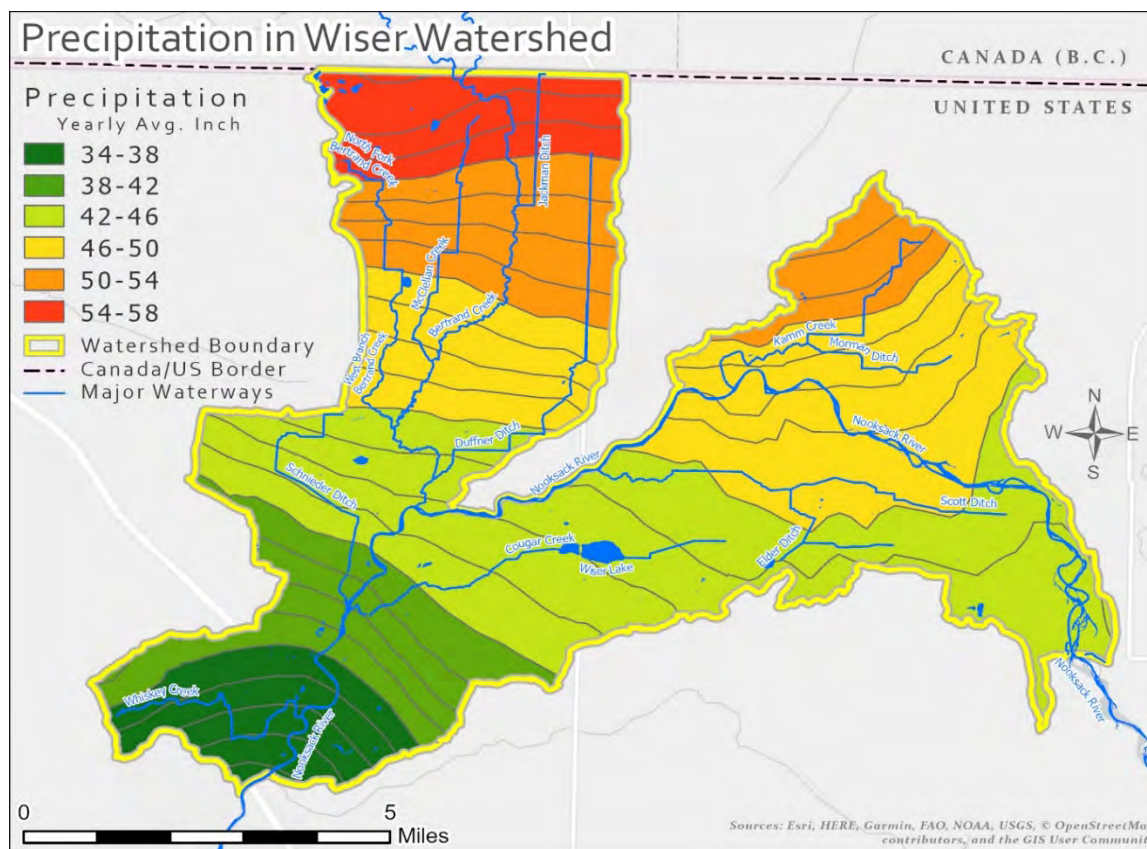 Precipitation in Wiser Watershed
CANADA (B.C.)
UNITED STATES
Precipitation
Yearly Avg. Inch
34-38
38-42
42-46
46-50
50-54
54-58
Watershed Boundary
Canada/US Border
Major Waterways
North Fork
Bertrand Creek
Jackman Ditch
McClellan Creek
Bertrand Creek
West Branch
Bertrand Creek
Duffner Ditch
Schnieder Ditch
Kamm Creek
Morman Ditch
Nooksack River
Nooksack River
Scott Ditch
Elder Ditch
Cougar Creek
Wiser Lake
Whiskey Creek
Nooksack River
Nooksack River
N
W
E
S
0
5
Miles
Sources: Esri, HERE, Garmin, FAO, NOAA, USGS, © OpenStreetMa
contributors, and the GIS User Communit